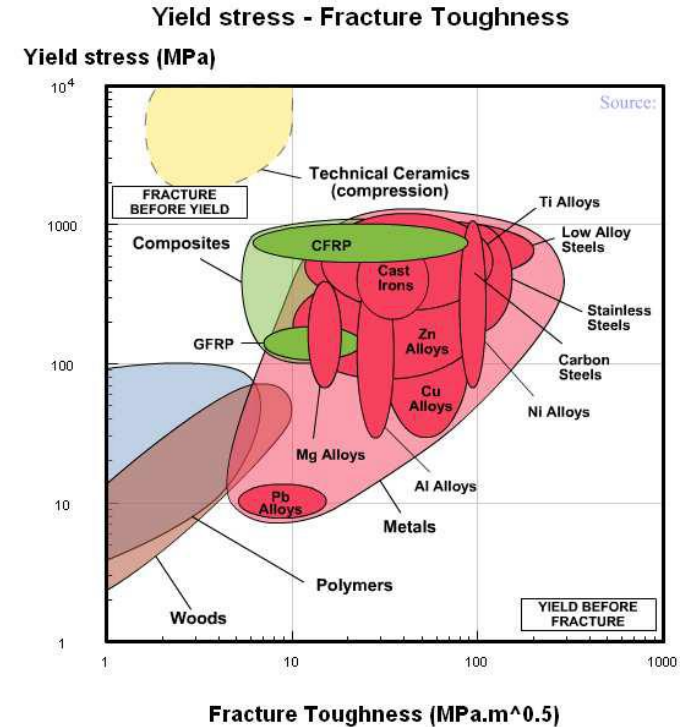 Yield stress - Fracture Toughness
Yield stress (MPa)
10^4
Source:
Technical Ceramics
(compression)
FRACTURE
BEFORE YIELD
Ti Alloys
1000
Composites
CFRP
Low Alloy
Steels
Cast
Irons
Stainless
Steels
GFRP
Zn
Alloys
100
Carbon
Steels
Cu
Alloys
Ni Alloys
Mg Alloys
Al Alloys
Pb
Alloys
10
Metals
Polymers
Woods
YIELD BEFORE
FRACTURE
1
1
10
100
1000
Fracture Toughness (MPa.m^0.5)